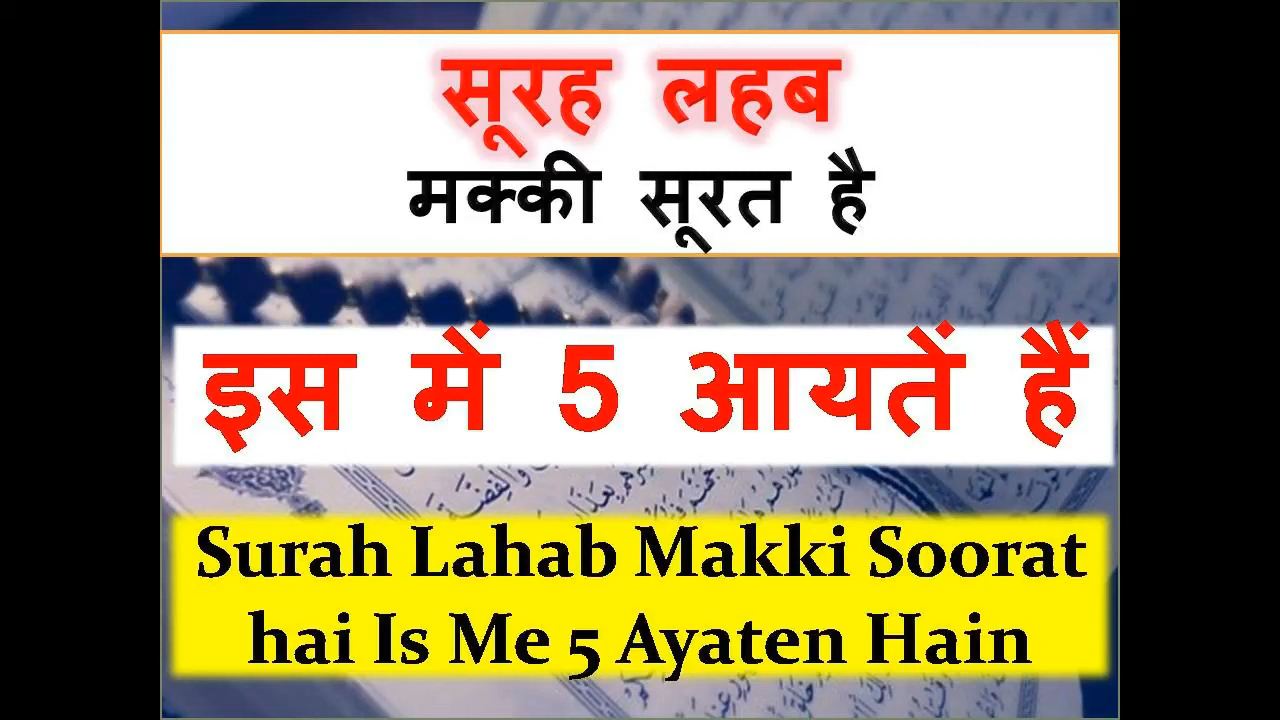 सूरह लहब
मक्की सूरत है
इस में 5 आयतें हैं
Surah Lahab Makki Soorat
hai Is Me 5 Ayaten Hain